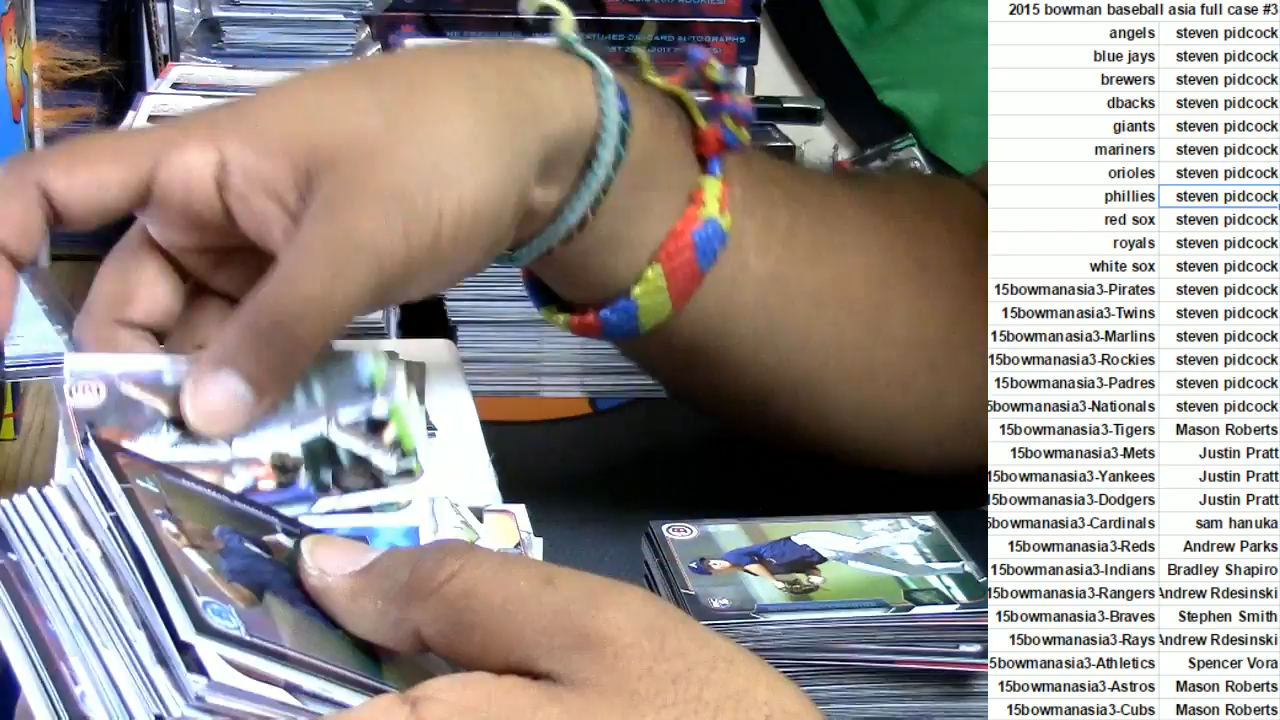 2015 bowman baseball asia full case #3
angels steven pidcock
blue jays steven pidcock
brewers steven pidcock
dbacks steven pidcock
giants steven pidcock
mariners steven pidcock
orioles steven pidcock
phillies steven pidcock
red sox steven pidcock
royals steven pidcock
white sox steven pidcock
15bowmanasia3-Pirates steven pidcock
15bowmanasia3-Twins steven pidcock
15bowmanasia3-Marlins steven pidcock
15bowmanasia3-Rockies steven pidcock
15bowmanasia3-Padres steven pidcock
5bowmanasia3-Nationals steven pidcock
15bowmanasia3-Tigers Mason Roberts
15bowmanasia3-Mets Justin Pratt
15bowmanasia3-Yankees Justin Pratt
15bowmanasia3-Dodgers Justin Pratt
5bowmanasia3-Cardinals sam hanuka
15bowmanasia3-Reds Andrew Parks
15bowmanasia3-Indians Bradley Shapiro
15bowmanasia3-Rangers Andrew Rdesinski
15bowmanasia3-Braves Stephen Smith
15bowmanasia3-Rays Andrew Rdesinski
5bowmanasia3-Athletics Spencer Vora
15bowmanasia3-Astros Mason Roberts
15bowmanasia3-Cubs Mason Roberts
ON-CARD AUTOGRAPHS